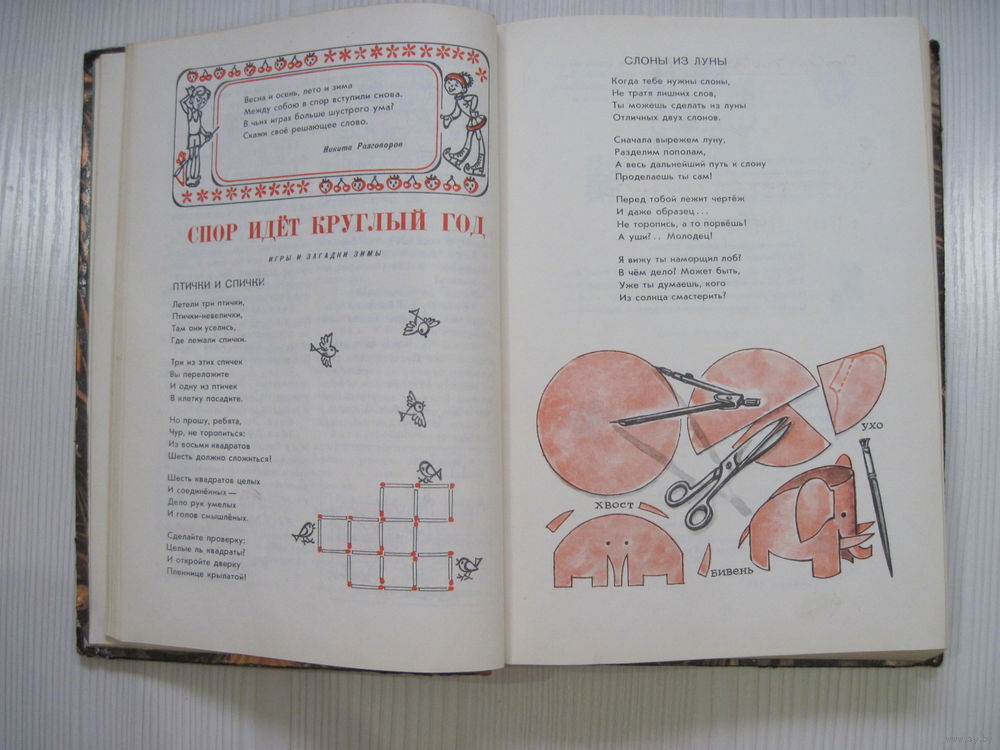 Весна и осень, лето и зима
Между собою в спор вступили снова.
В чьих играх больше шустрого ума?
Скажи своё решающее слово.
Никита Разговоров
СПОР ИДЁТ КРУГЛЫЙ ГОД
ИГРЫ И ЗАГАДКИ ЗИМЫ
ПТИЧКИ И СПИЧКИ
Летели три птички,
Птички-невелички,
Там они уселись,
Где лежали спички.
Три из этих спичек
Вы переложите
И одну из птичек
В клетку посадите.
Но прошу, ребята,
Чур, не торопиться:
Из восьми квадратов
Шесть должно сложиться!
Шесть квадратов целых
И соединённых —
Дело рук умелых
И голов смышлёных.
Сделайте проверку:
Целые ль квадраты?
И откройте дверку
Пленнице крылатой!
СЛОНЫ ИЗ ЛУНЫ
Когда тебе нужны слоны,
Не тратя лишних слов,
Ты можешь сделать из луны
Отличных двух слонов.
Сначала вырежем луну,
Разделим пополам,
А весь дальнейший путь к слону
Проделаешь ты сам!
Перед тобой лежит чертёж
И даже образец...
Не торопись, а то порвёшь!
А уши?.. Молодец!
Я вижу ты наморщил лоб?
В чём дело? Может быть,
Уже ты думаешь, кого
Из солнца смастерить?
УХО
ХВОСТ
БИВЕНЬ